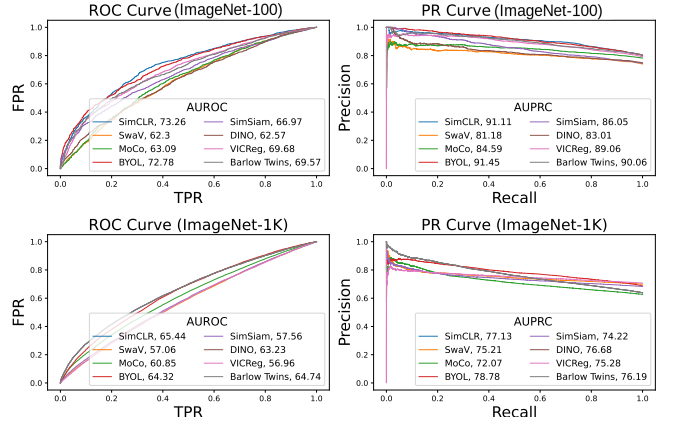 ROC Curve (ImageNet-100)
FPR
1.0
0.8
0.6
0.4
0.2
0.0
AUROC
SimCLR, 73.26 SimSiam, 66.97
SwaV, 62.3 DINO, 62.57
MoCo, 63.09 VICReg, 69.68
BYOL, 72.78 Barlow Twins, 69.57
0.0 0.2 0.4 0.6 0.8 1.0
TPR
PR Curve (ImageNet-100)
Precision
1.0
0.8
0.6
0.4
0.2
0.0
AUPRC
SimCLR, 91.11 SimSiam, 86.05
SwaV, 81.18 DINO, 83.01
MoCo, 84.59 VICReg, 89.06
BYOL, 91.45 Barlow Twins, 90.06
0.0 0.2 0.4 0.6 0.8 1.0
Recall
ROC Curve (ImageNet-1K)
FPR
1.0
0.8
0.6
0.4
0.2
0.0
AUROC
SimCLR, 65.44 SimSiam, 57.56
SwaV, 57.06 DINO, 63.23
MoCo, 60.85 VICReg, 56.96
BYOL, 64.32 Barlow Twins, 64.74
0.0 0.2 0.4 0.6 0.8 1.0
TPR
PR Curve (ImageNet-1K)
Precision
1.0
0.8
0.6
0.4
0.2
0.0
AUPRC
SimCLR, 77.13 SimSiam, 74.22
SwaV, 75.21 DINO, 76.68
MoCo, 72.07 VICReg, 75.28
BYOL, 78.78 Barlow Twins, 76.19
0.0 0.2 0.4 0.6 0.8 1.0
Recall